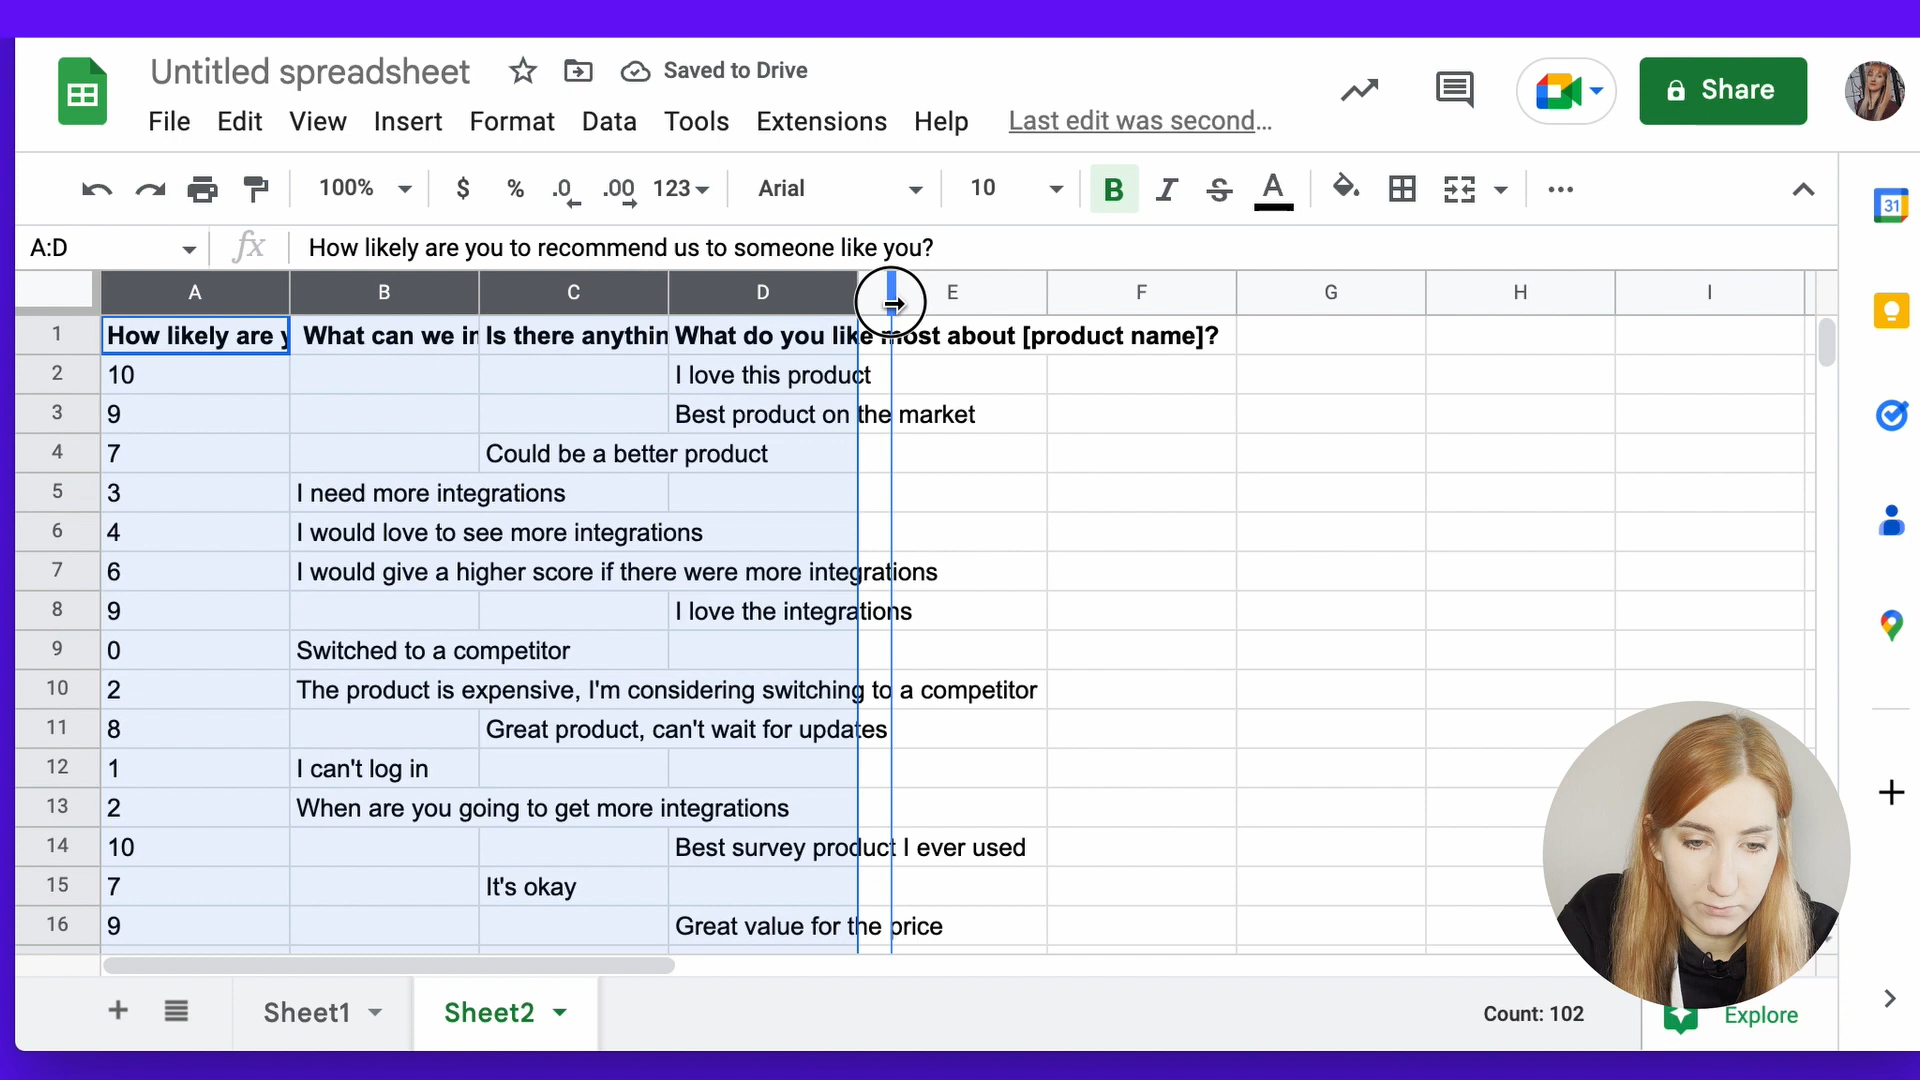 Untitled spreadsheet Saved to Drive
File Edit View Insert Format Data Tools Extensions Help Last edit was second... Share
100% $ % .0 .00 123 Arial 10 B I S A
31
A:D fx How likely are you to recommend us to someone like you?
A B C D E F G H I
1 How likely are y What can we in Is there anythin What do you like most about [product name]?
2 10 I love this product
3 9 Best product on the market
4 7 Could be a better product
5 3 I need more integrations
6 4 I would love to see more integrations
7 6 I would give a higher score if there were more integrations
8 9 I love the integrations
9 0 Switched to a competitor
10 2 The product is expensive, I'm considering switching to a competitor
11 8 Great product, can't wait for updates
12 1 I can't log in
13 2 When are you going to get more integrations
14 10 Best survey product I ever used
15 7 It's okay
16 9 Great value for the price
Sheet1 Sheet2 Count: 102 Explore